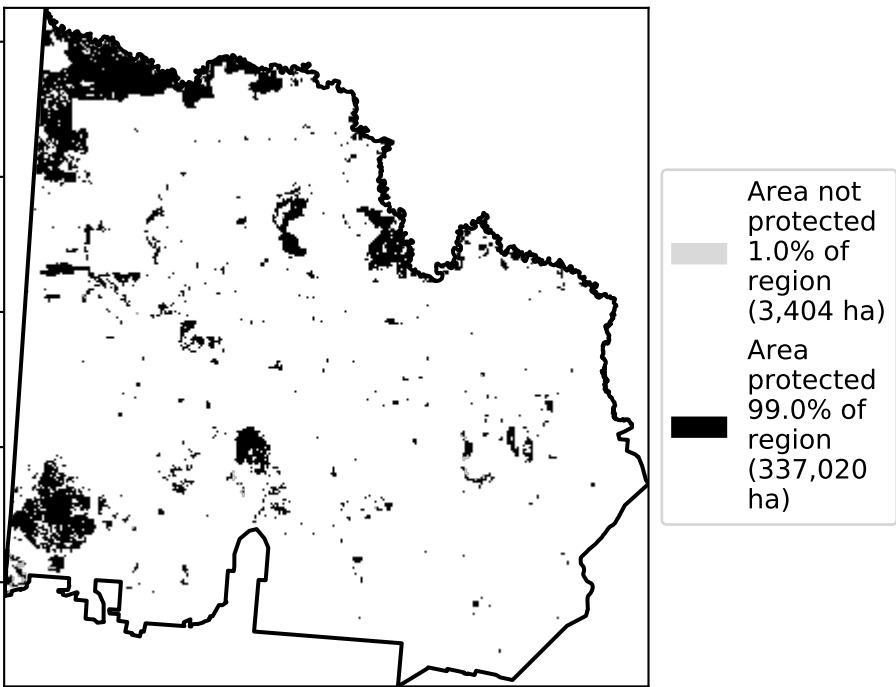 Area not
protected
1.0% of
region
(3,404 ha)
Area
protected
99.0% of
region
(337,020
ha)